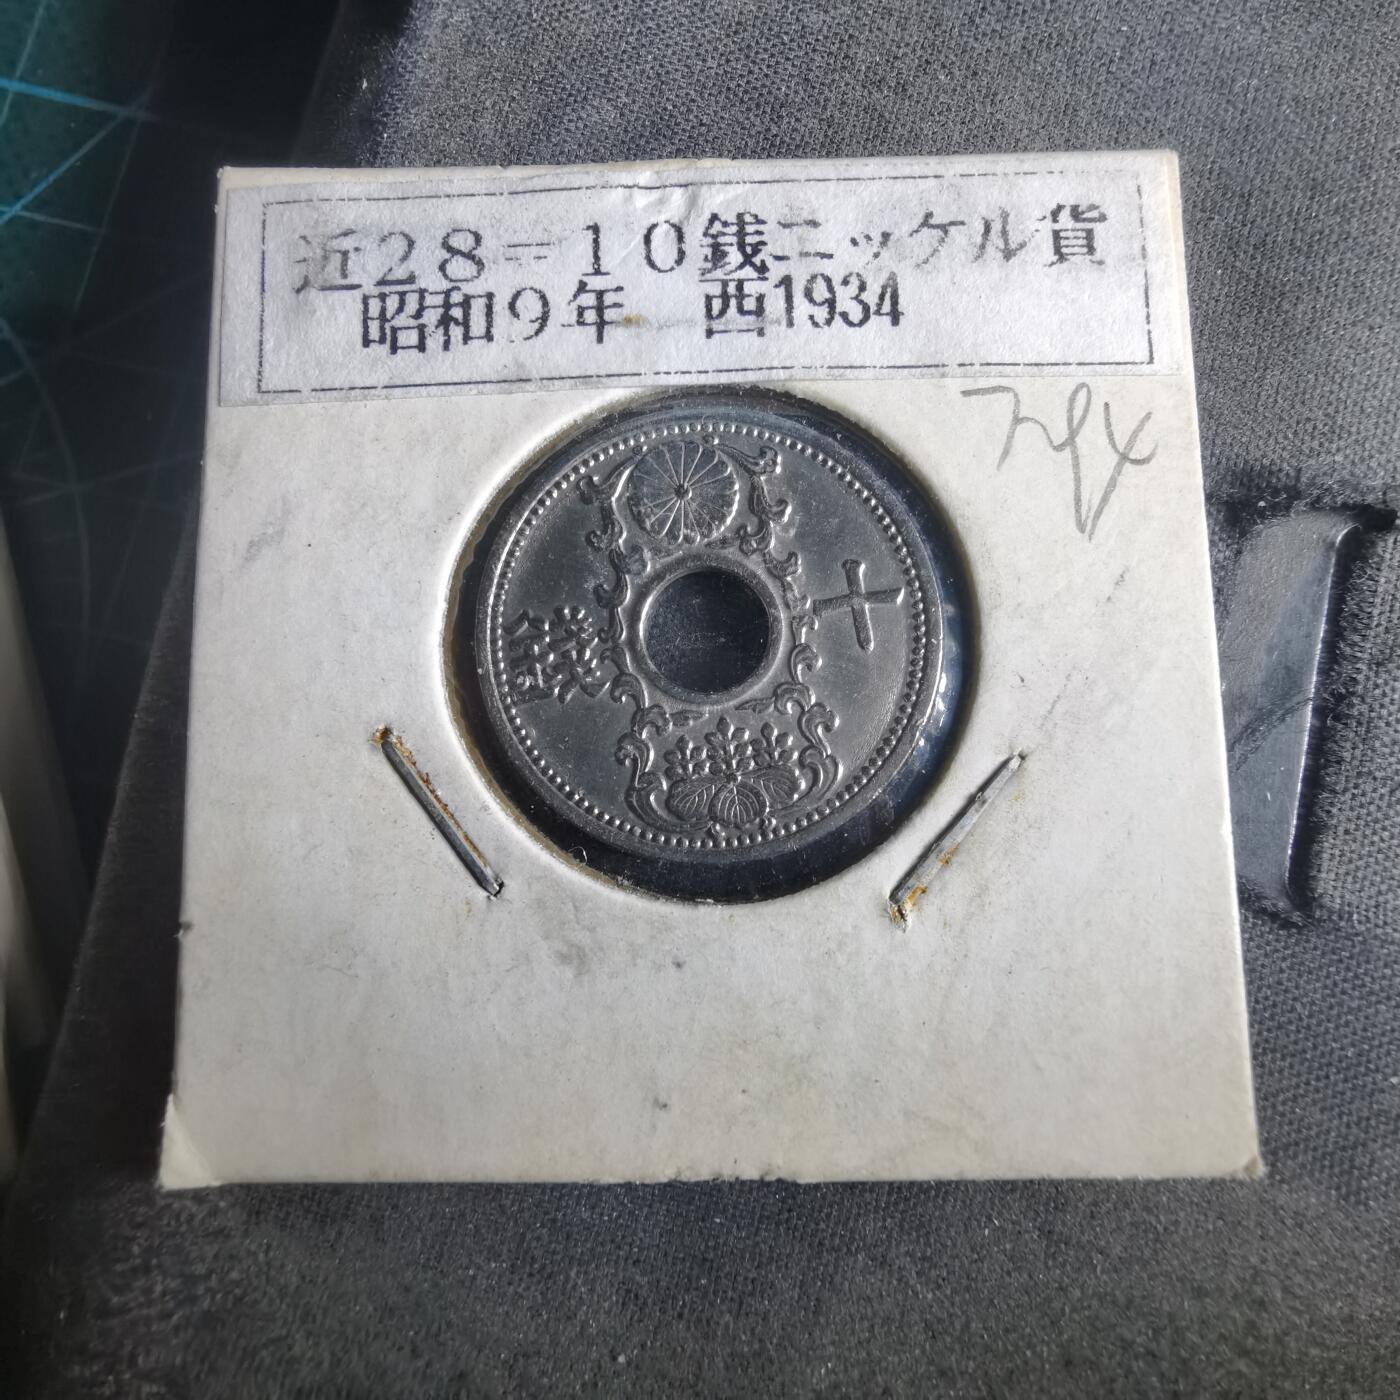 近28-10銭ニッケル貨
昭和9年　西1934
十
銭